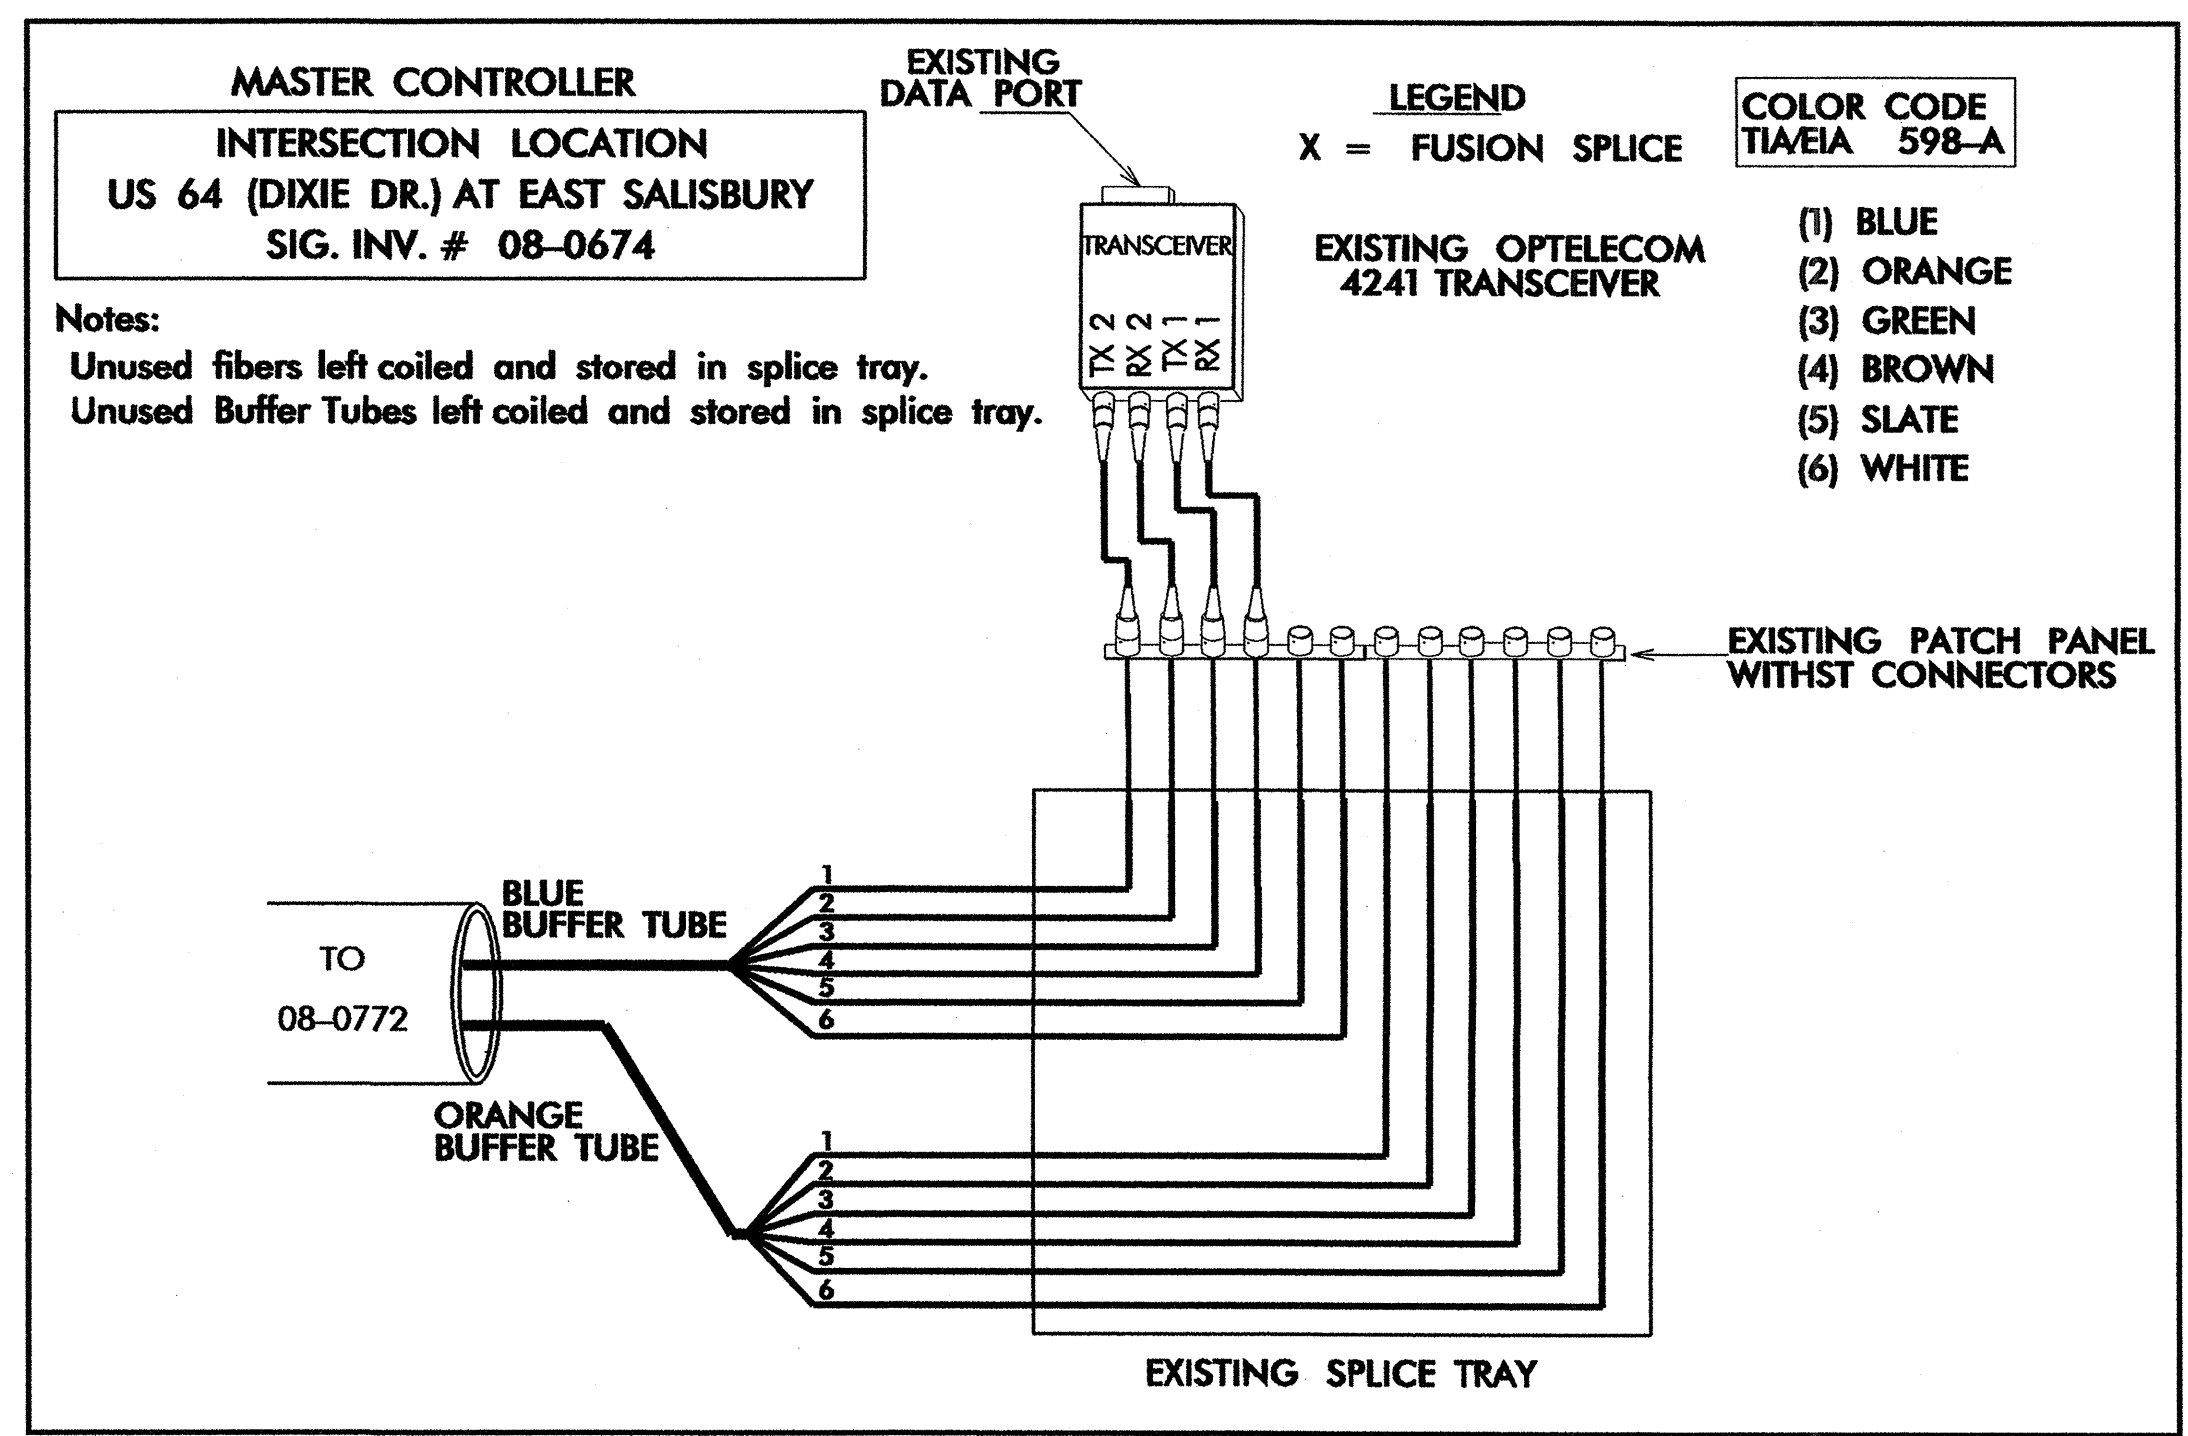 MASTER CONTROLLER
INTERSECTION LOCATION
US 64 (DIXIE DR.) AT EAST SALISBURY
SIG. INV. # 08-0674
Notes:
Unused fibers left coiled and stored in splice tray.
Unused Buffer Tubes left coiled and stored in splice tray.
EXISTING
DATA PORT
LEGEND
X = FUSION SPLICE
COLOR CODE
TIA/EIA 598-A
(1) BLUE
(2) ORANGE
(3) GREEN
(4) BROWN
(5) SLATE
(6) WHITE
TRANSCEIVER
TX 2
RX 2
TX 1
RX 1
EXISTING OPTELECOM
4241 TRANSCEIVER
EXISTING PATCH PANEL
WITHST CONNECTORS
BLUE
BUFFER TUBE
1
2
3
4
5
6
TO
08-0772
ORANGE
BUFFER TUBE
1
2
3
4
5
6
EXISTING SPLICE TRAY